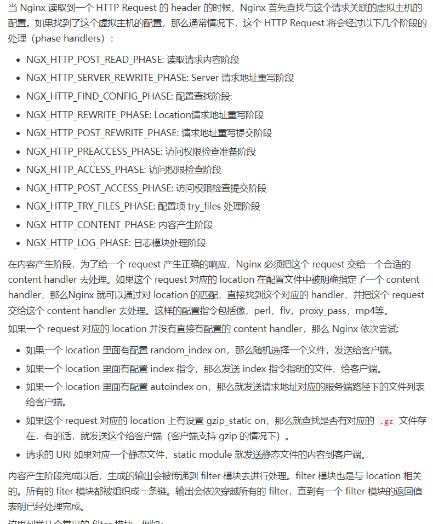 当 Nginx 读取到一个 HTTP Request 的 header 的时候，Nginx 首先查找与这个请求关联的虚拟主机的
配置。如果找到了这个虚拟主机的配置，那么通常情况下，这个 HTTP Request 将会经过以下几个阶段的
处理（phase handlers）：
NGX_HTTP_POST_READ_PHASE: 读取请求内容阶段
NGX_HTTP_SERVER_REWRITE_PHASE: Server 请求地址重写阶段
NGX_HTTP_FIND_CONFIG_PHASE: 配置查找阶段:
NGX_HTTP_REWRITE_PHASE: Location请求地址重写阶段
NGX_HTTP_POST_REWRITE_PHASE: 请求地址重写提交阶段
NGX_HTTP_PREACCESS_PHASE: 访问权限检查准备阶段
NGX_HTTP_ACCESS_PHASE: 访问权限检查阶段
NGX_HTTP_POST_ACCESS_PHASE: 访问权限检查提交阶段
NGX_HTTP_TRY_FILES_PHASE: 配置项 try_files 处理阶段
NGX_HTTP_CONTENT_PHASE: 内容产生阶段
NGX_HTTP_LOG_PHASE: 日志模块处理阶段
在内容产生阶段，为了给一个 request 产生正确的响应，Nginx 必须把这个 request 交给一个合适的
content handler 去处理。如果这个 request 对应的 location 在配置文件中被明确指定了一个 content
handler，那么Nginx 就可以通过对 location 的匹配，直接找到这个对应的 handler，并把这个 request
交给这个 content handler 去处理。这样的配置指令包括像，perl，flv，proxy_pass，mp4等。
如果一个 request 对应的 location 并没有直接有配置的 content handler，那么 Nginx 依次尝试:
如果一个 location 里面有配置 random_index on，那么随机选择一个文件，发送给客户端。
如果一个 location 里面有配置 index 指令，那么发送 index 指令指明的文件，给客户端。
如果一个 location 里面有配置 autoindex on，那么就发送请求地址对应的服务端路径下的文件列表
给客户端。
如果这个 request 对应的 location 上有设置 gzip_static on，那么就查找是否有对应的 .gz 文件存
在，有的话，就发送这个给客户端（客户端支持 gzip 的情况下）。
请求的 URI 如果对应一个静态文件，static module 就发送静态文件的内容到客户端。
内容产生阶段完成以后，生成的输出会被传递到 filter 模块去进行处理。filter 模块也是与 location 相关
的。所有的 fiter 模块都被组织成一条链。输出会依次穿越所有的 filter，直到有一个 filter 模块的返回值
表明已经处理完成。